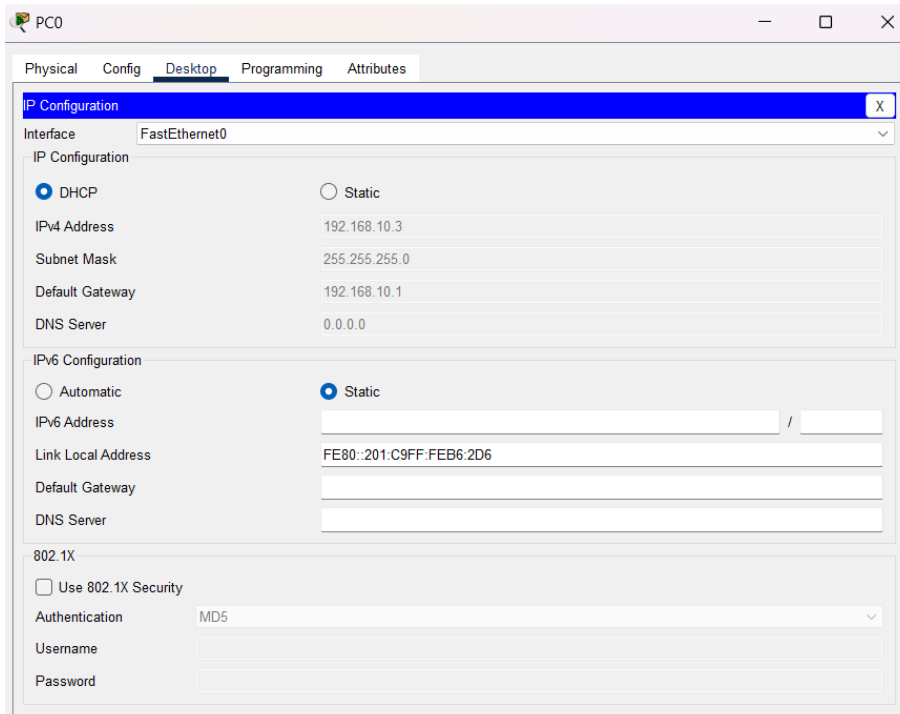 PC0
Physical Config Desktop Programming Attributes
IP Configuration X
Interface FastEthernet0
IP Configuration
DHCP Static
IPv4 Address 192.168.10.3
Subnet Mask 255.255.255.0
Default Gateway 192.168.10.1
DNS Server 0.0.0.0
IPv6 Configuration
Automatic Static
IPv6 Address /
Link Local Address FE80::201:C9FF:FEB6:2D6
Default Gateway
DNS Server
802.1X
Use 802.1X Security
Authentication MD5
Username
Password